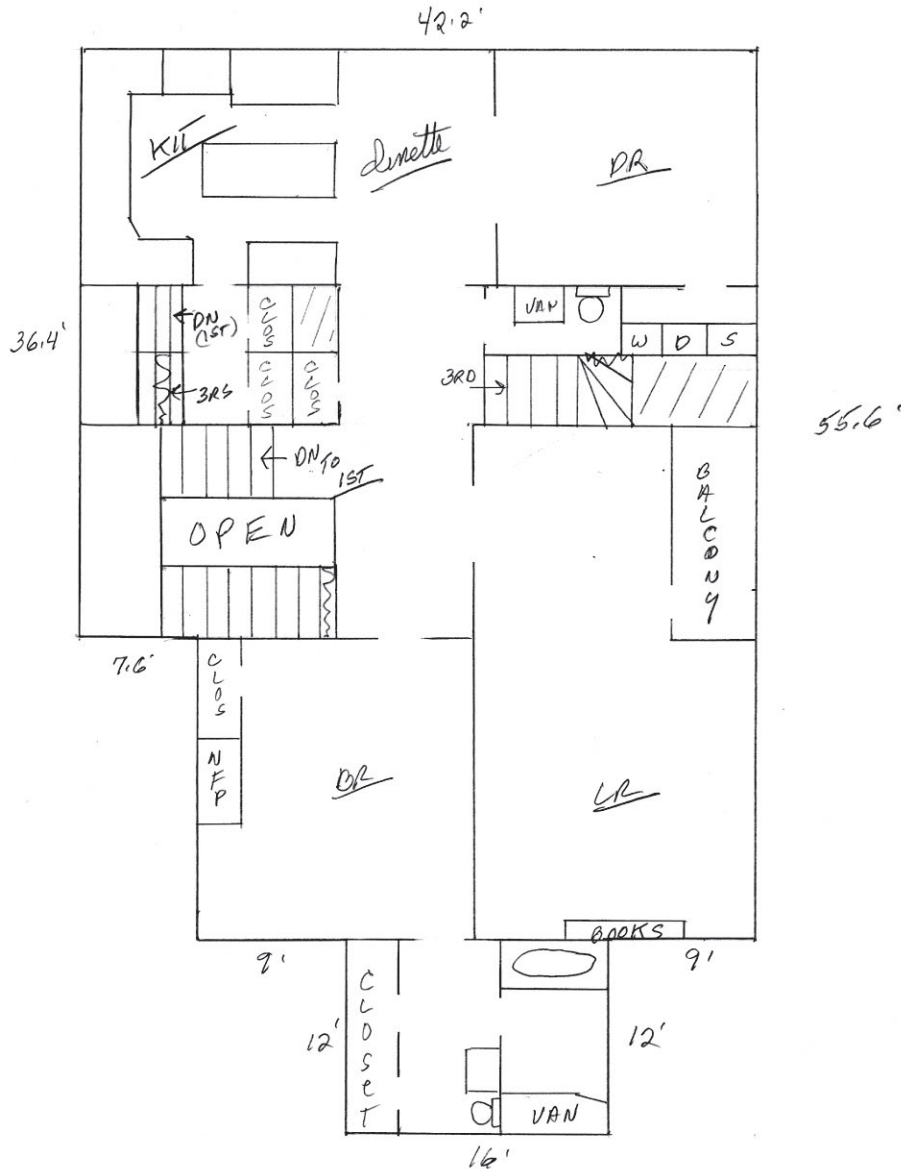 42.2'
KIT
dinette
DR
VAN
W D S
DN
(1ST)
CLOS
36.4'
3RS
CLOS
CLOS
3RD
55.6'
DN TO
1ST
OPEN
BALCONY
7.6'
CLOS
NFP
BR
LR
BOOKS
9'
9'
CLOSET
12'
12'
VAN
16'